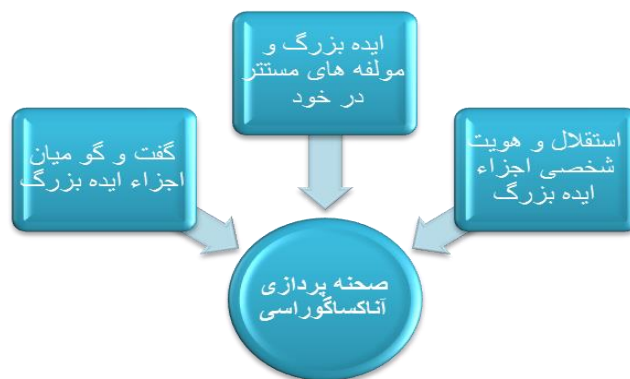 ایده بزرگ و
مولفه های مستتر
در خود
استقلال و هویت
شخصی اجزاء
ایده بزرگ
گفت و گو میان
اجزاء ایده بزرگ
صحنه پردازی
آناکساگوراسی